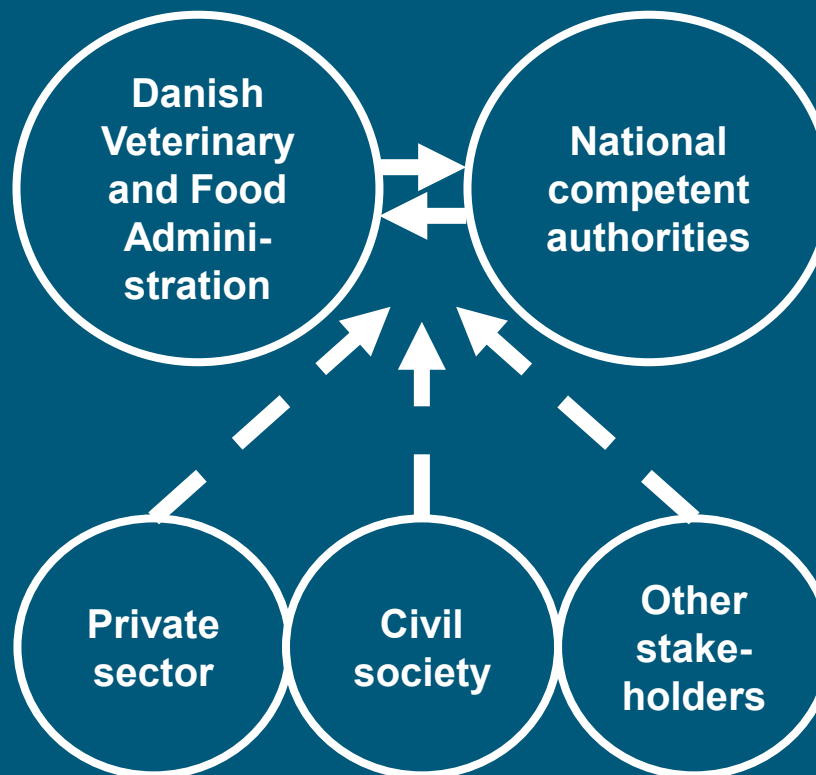 Danish
Veterinary
and Food
Admini-
stration
National
competent
authorities
Private
sector
Civil
society
Other
stake-
holders